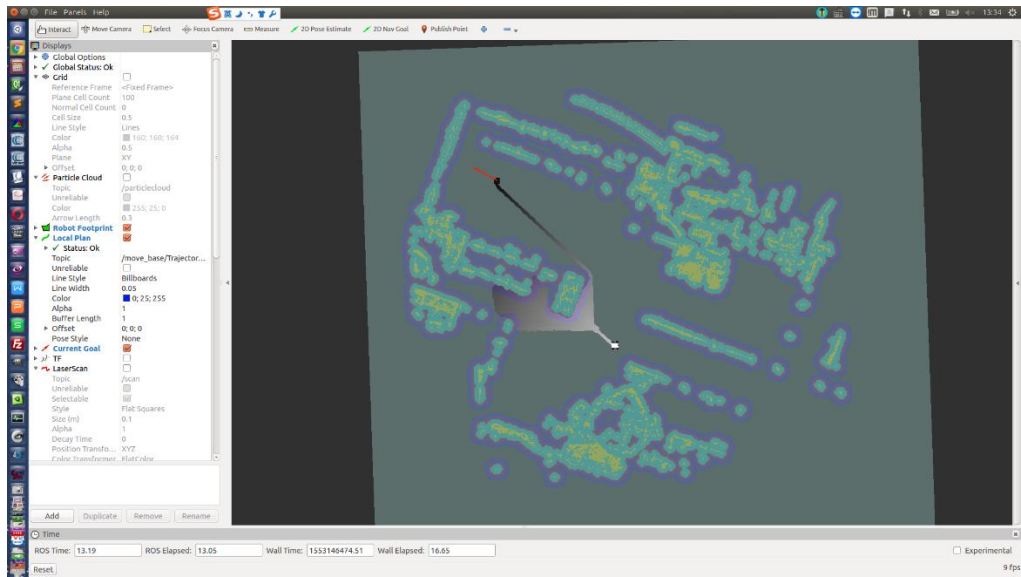 File Panels Help
英
13:34
Interact Move Camera Select Focus Camera Measure 2D Pose Estimate 2D Nav Goal Publish Point
Displays
Global Options
Global Status: Ok
Grid
Reference Frame <Fixed Frame>
Plane Cell Count 100
Normal Cell Count 0
Cell Size 0.5
Line Style Lines
Color 160; 160; 164
Alpha 0.5
Plane XY
Offset 0; 0; 0
Particle Cloud
Topic /particlecloud
Unreliable
Color 255; 25; 0
Arrow Length 0.3
Robot Footprint
Local Plan
Status: Ok
Topic /move_base/Trajector...
Unreliable
Line Style Billboards
Line Width 0.05
Color 0; 25; 255
Alpha 1
Buffer Length 1
Offset 0; 0; 0
Pose Style None
Current Goal
TF
LaserScan
Topic /scan
Unreliable
Selectable
Style Flat Squares
Size (m) 0.1
Alpha 1
Decay Time 0
Position Transfo... XYZ
Color Transformer FlatColor
Add Duplicate Remove Rename
Time
ROS Time: 13.19 ROS Elapsed: 13.05 Wall Time: 1553146474.51 Wall Elapsed: 16.65 Experimental
Reset 9 fps